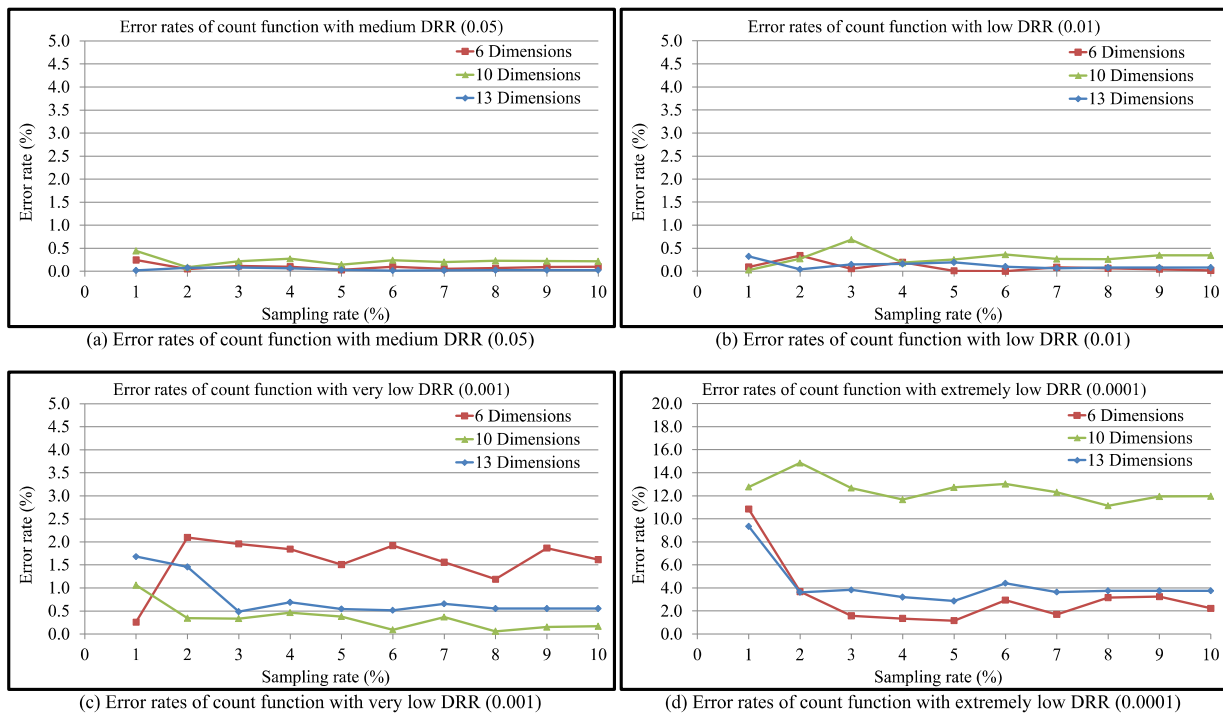 Error rates of count function with medium DRR (0.05)
5.0
4.5
4.0
3.5
3.0
2.5
2.0
1.5
1.0
0.5
0.0
Error rate (%)
6 Dimensions
10 Dimensions
13 Dimensions
0 1 2 3 4 5 6 7 8 9 10
Sampling rate (%)
(a) Error rates of count function with medium DRR (0.05)
Error rates of count function with low DRR (0.01)
5.0
4.5
4.0
3.5
3.0
2.5
2.0
1.5
1.0
0.5
0.0
Error rate (%)
6 Dimensions
10 Dimensions
13 Dimensions
0 1 2 3 4 5 6 7 8 9 10
Sampling rate (%)
(b) Error rates of count function with low DRR (0.01)
Error rates of count function with very low DRR (0.001)
5.0
4.5
4.0
3.5
3.0
2.5
2.0
1.5
1.0
0.5
0.0
Error rate (%)
6 Dimensions
10 Dimensions
13 Dimensions
0 1 2 3 4 5 6 7 8 9 10
Sampling rate (%)
(c) Error rates of count function with very low DRR (0.001)
Error rates of count function with extremely low DRR (0.0001)
20.0
18.0
16.0
14.0
12.0
10.0
8.0
6.0
4.0
2.0
0.0
Error rate (%)
6 Dimensions
10 Dimensions
13 Dimensions
0 1 2 3 4 5 6 7 8 9 10
Sampling rate (%)
(d) Error rates of count function with extremely low DRR (0.0001)